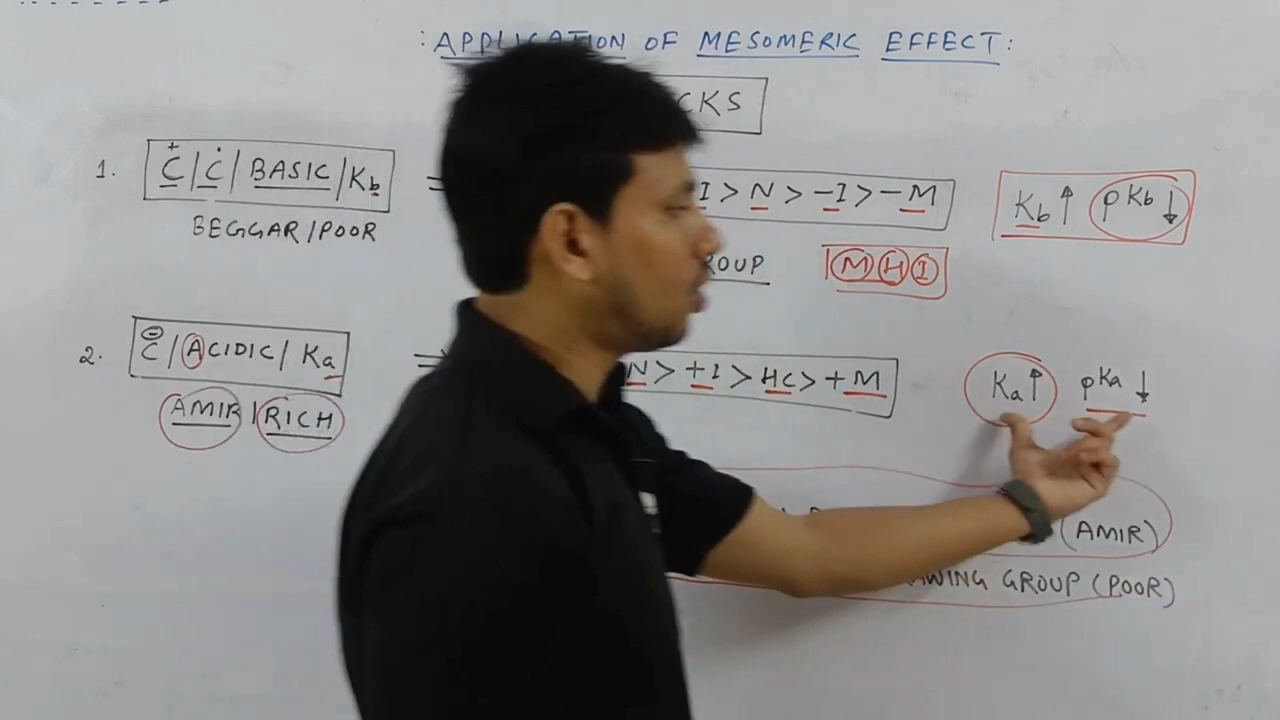 : APPLICATION OF MESOMERIC EFFECT :
CKS
1. C⁺ / Ċ / BASIC / Kb ⇒ I > N > -I > -M Kb ↑ pKb ↓
BEGGAR / POOR ROUP M H I
2. C⊖ / ACIDIC / Ka ⇒ N > +I > HC > +M Ka ↑ pKa ↓
AMIR / RICH
(AMIR)
AWING GROUP (POOR)